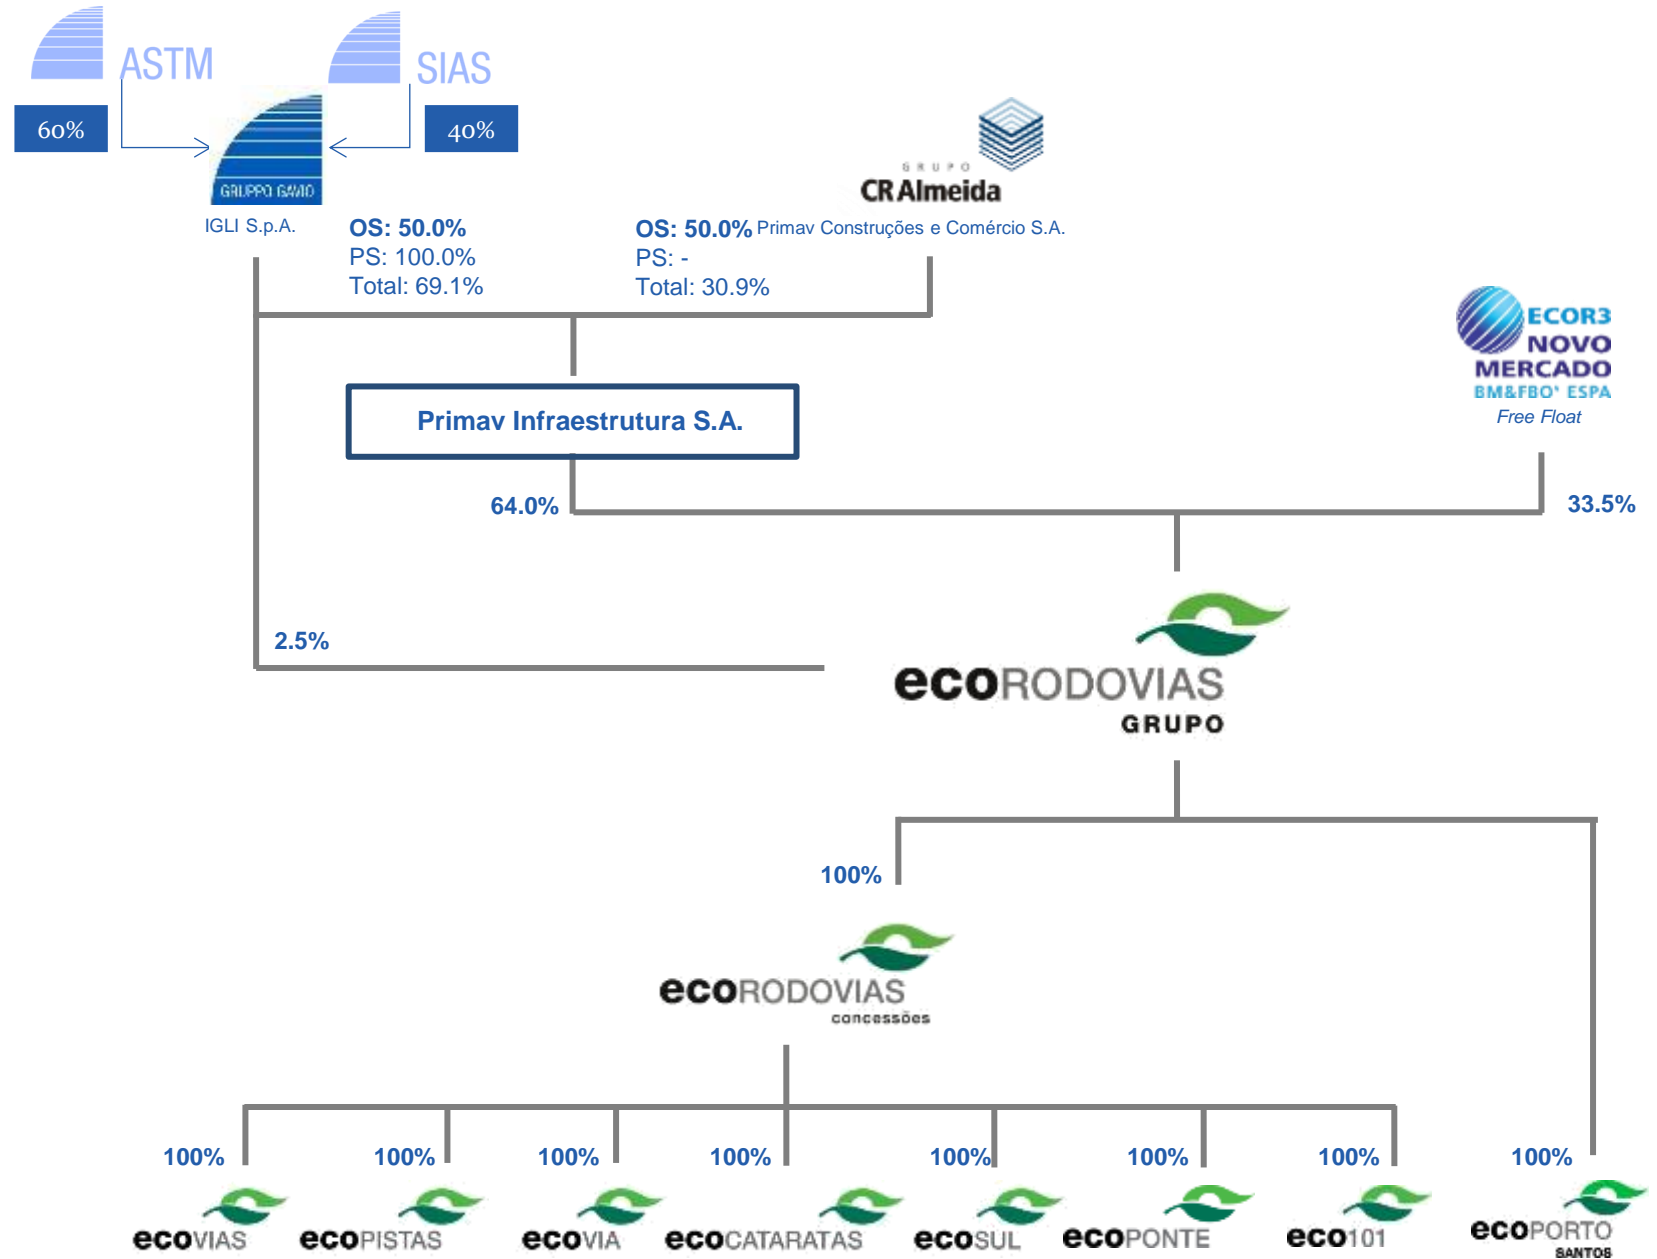 ASTM
SIAS
60%
40%
GRUPPO GAVIO
GRUPO
CR Almeida
IGLI S.p.A.
OS: 50.0%
PS: 100.0%
Total: 69.1%
OS: 50.0%
PS: -
Total: 30.9%
Primav Construções e Comércio S.A.
ECOR3
NOVO
MERCADO
BM&FBO' ESPA
Free Float
Primav Infraestrutura S.A.
64.0%
33.5%
2.5%
ecoRODOVIAS
GRUPO
100%
ecoRODOVIAS
concessões
100%
100%
100%
100%
100%
100%
100%
100%
ecoVIAS
ecoPISTAS
ecoVIA
ecoCATARATAS
ecoSUL
ecoPONTE
eco101
ecoPORTO
SANTOS